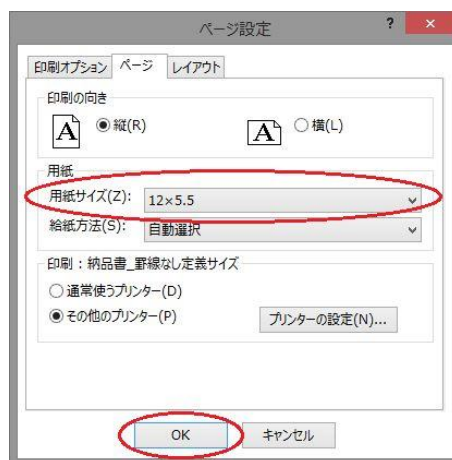 ページ設定
? ×
印刷オプション ページ レイアウト
印刷の向き
A 縦(R) A 横(L)
用紙
用紙サイズ(Z): 12×5.5
給紙方法(S): 自動選択
印刷：納品書_罫線なし定義サイズ
通常使うプリンター(D)
その他のプリンター(P) プリンターの設定(N)...
OK キャンセル